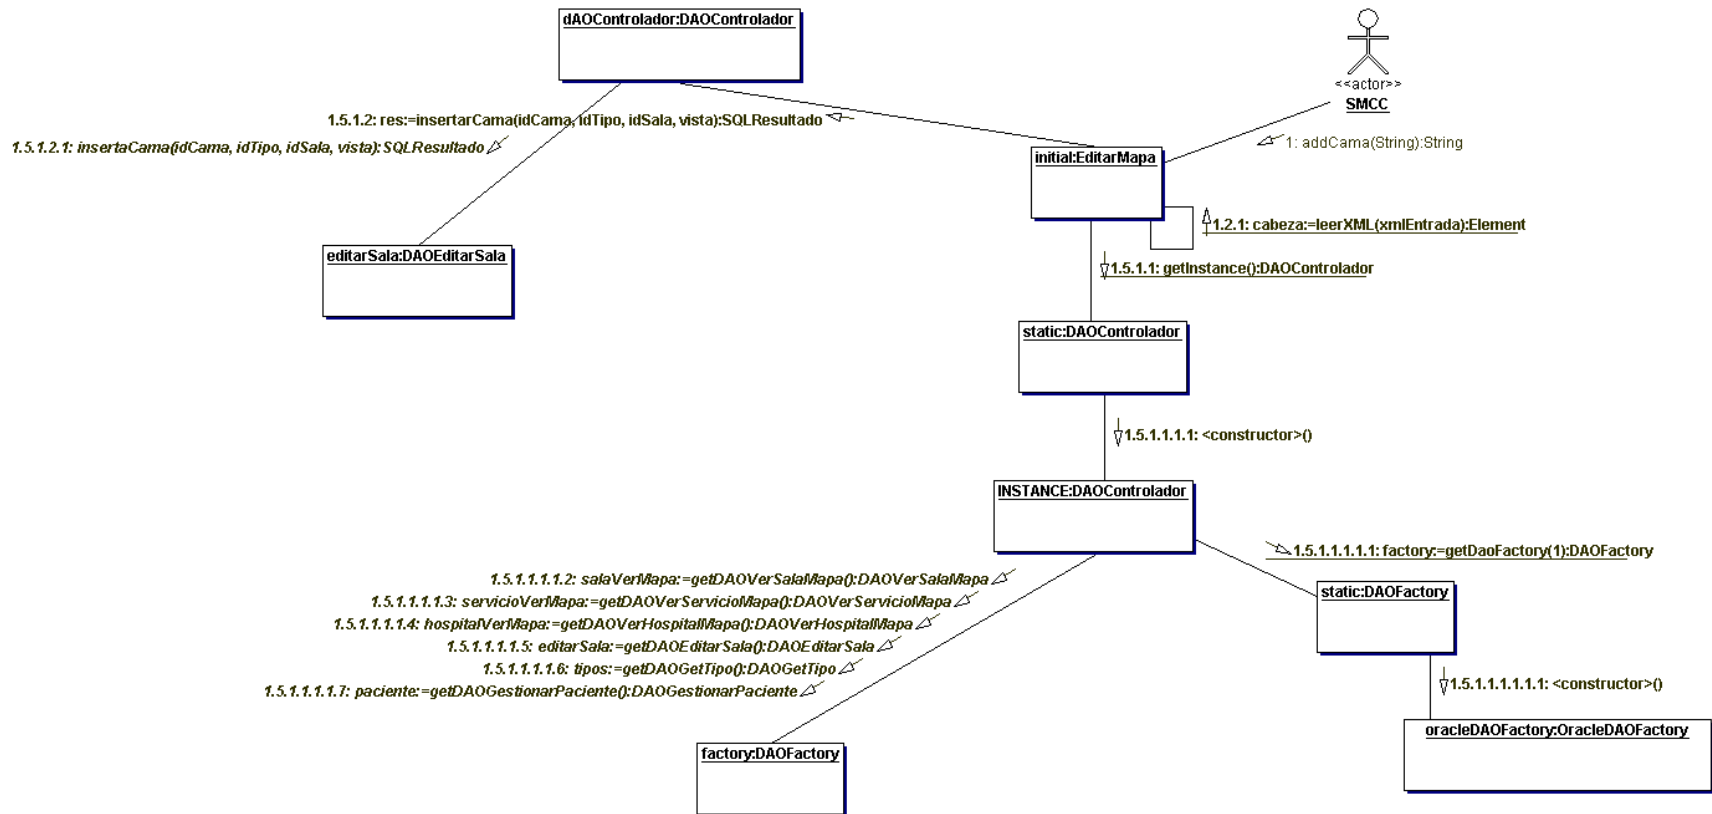 dAOControlador:DAOControlador
<<actor>>
SMCC
1.5.1.2: res:=insertarCama(idCama, idTipo, idSala, vista):SQLResultado
1.5.1.2.1: insertaCama(idCama, idTipo, idSala, vista):SQLResultado
1: addCama(String):String
initial:EditarMapa
1.2.1: cabeza:=leerXML(xmlEntrada):Element
editarSala:DAOEditarSala
1.5.1.1: getInstance():DAOControlador
static:DAOControlador
1.5.1.1.1: <constructor>()
INSTANCE:DAOControlador
1.5.1.1.1.1: factory:=getDaoFactory(1):DAOFactory
1.5.1.1.1.2: salaVerMapa:=getDAOVerSalaMapa():DAOVerSalaMapa
static:DAOFactory
1.5.1.1.1.3: servicioVerMapa:=getDAOVerServicioMapa():DAOVerServicioMapa
1.5.1.1.1.4: hospitalVerMapa:=getDAOVerHospitalMapa():DAOVerHospitalMapa
1.5.1.1.1.5: editarSala:=getDAOEditarSala():DAOEditarSala
1.5.1.1.1.6: tipos:=getDAOGetTipo():DAOGetTipo
1.5.1.1.1.7: paciente:=getDAOGestionarPaciente():DAOGestionarPaciente
1.5.1.1.1.1.1: <constructor>()
oracleDAOFactory:OracleDAOFactory
factory:DAOFactory